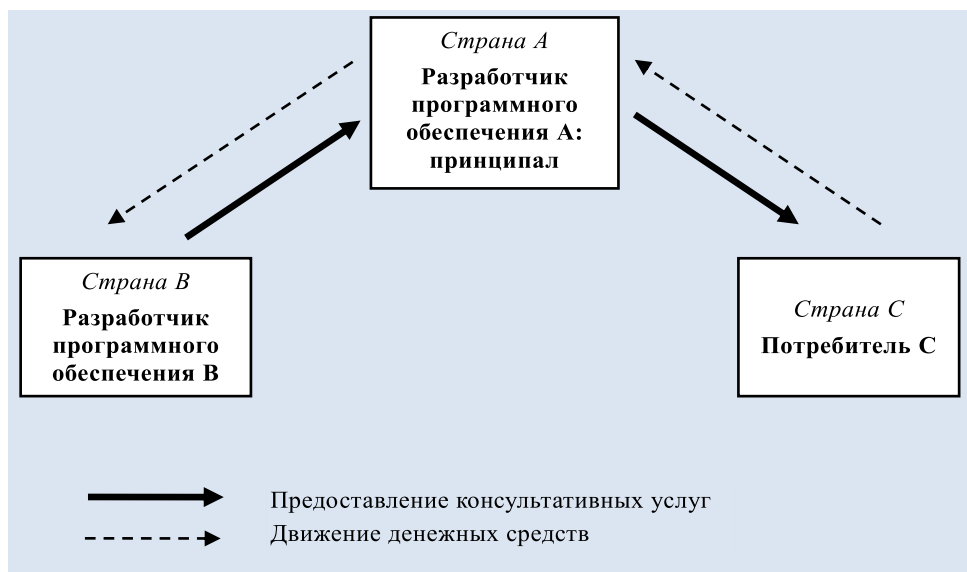 Страна А
Разработчик
программного
обеспечения А:
принципал
Страна В
Разработчик
программного
обеспечения В
Страна С
Потребитель С
Предоставление консультативных услуг
Движение денежных средств